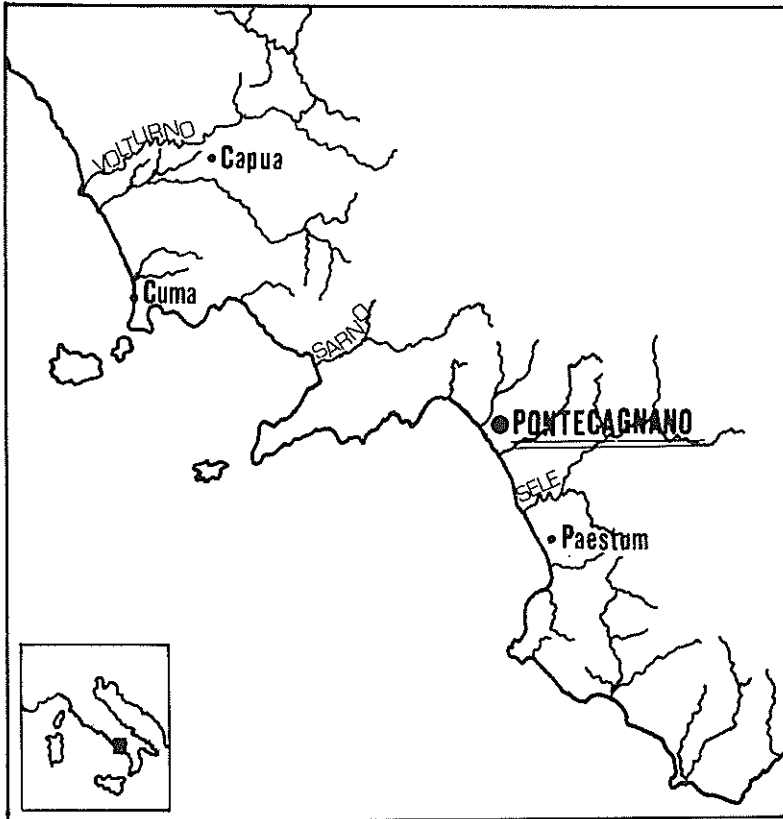 VOLTURNO
Capua
Cuma
SARNO
PONTECAGNANO
SELE
Paestum